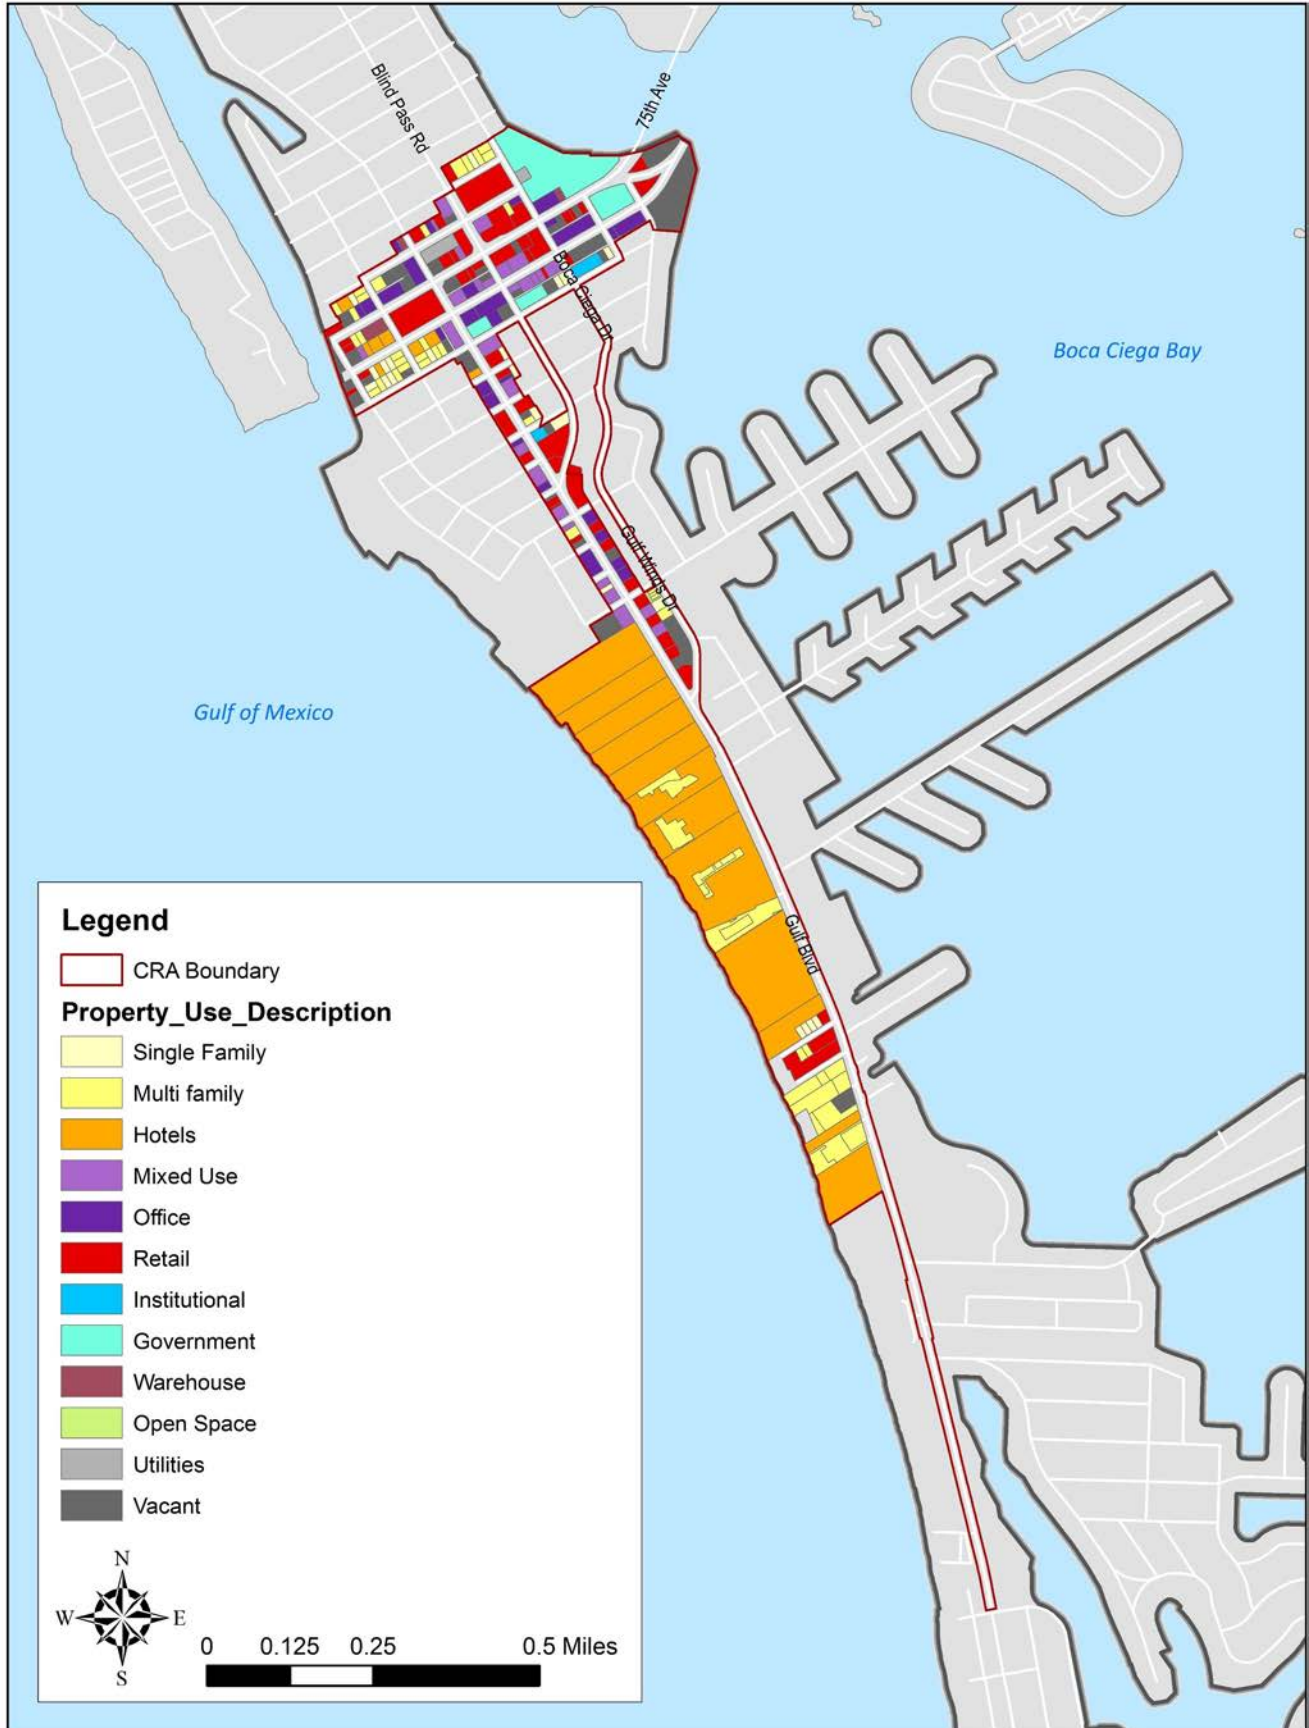 Blind Pass Rd
75th Ave
Boca Ciega Dr
Boca Ciega Bay
Gulf Winds Dr
Gulf of Mexico
Gulf Blvd
Legend
CRA Boundary
Property_Use_Description
Single Family
Multi family
Hotels
Mixed Use
Office
Retail
Institutional
Government
Warehouse
Open Space
Utilities
Vacant
N
W E
S
0 0.125 0.25 0.5 Miles